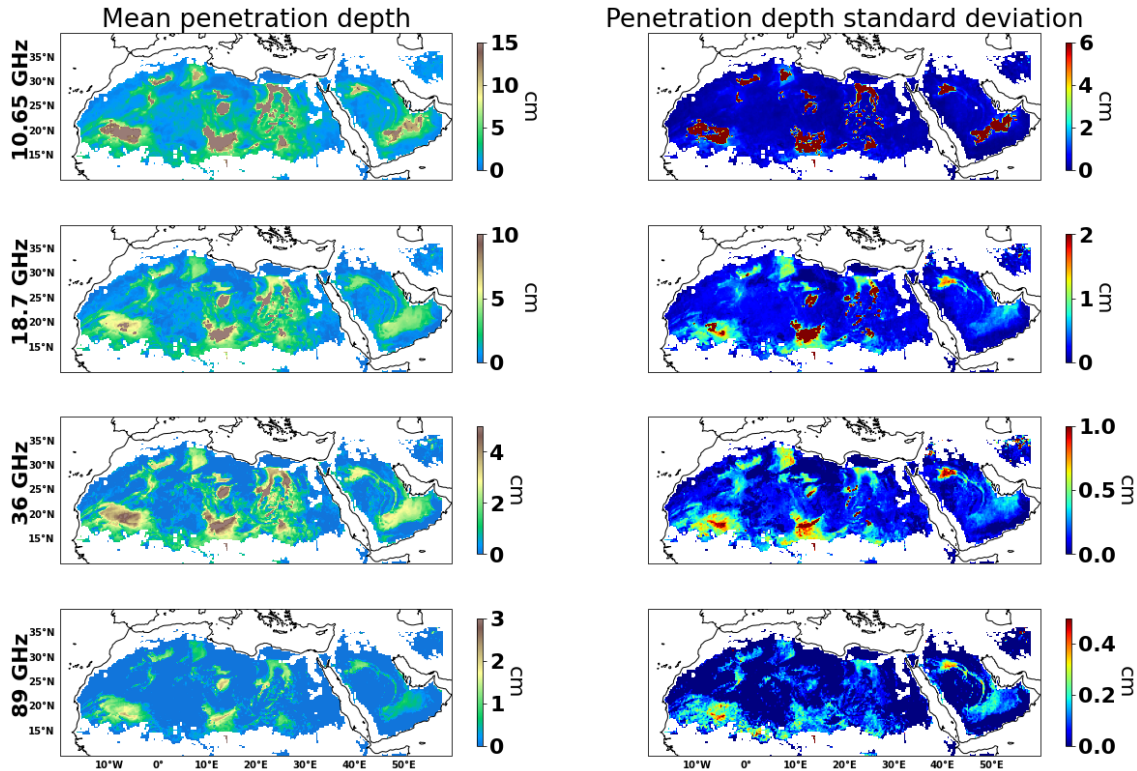 Mean penetration depth
Penetration depth standard deviation
10.65 GHz
35°N
30°N
25°N
20°N
15°N
15
10
5
0
cm
6
4
2
0
cm
18.7 GHz
35°N
30°N
25°N
20°N
15°N
10
5
0
cm
2
1
0
cm
36 GHz
35°N
30°N
25°N
20°N
15°N
4
2
0
cm
1.0
0.5
0.0
cm
89 GHz
35°N
30°N
25°N
20°N
15°N
3
2
1
0
cm
0.4
0.2
0.0
cm
10°W 0° 10°E 20°E 30°E 40°E 50°E
10°W 0° 10°E 20°E 30°E 40°E 50°E